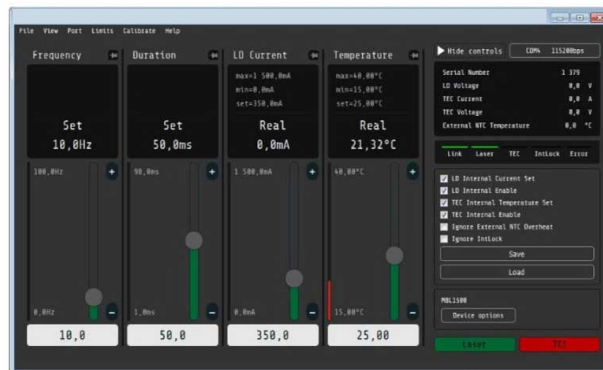 File View Port Limits Calibrate Help
Frequency
Set
10,0Hz
100,0Hz
+
0,0Hz
−
10,0
Duration
Set
50,0ms
90,0ms
+
1,0ms
−
50,0
LD Current
max=1 500,0mA
min=0,0mA
set=350,0mA
Real
0,0mA
1 500,0mA
+
0,0mA
−
350,0
Temperature
max=40,00°C
min=15,00°C
set=25,00°C
Real
21,32°C
40,00°C
+
15,00°C
−
25,00
Hide controls 115200bps
Serial Number 1 379
LD Voltage 0,0 V
TEC Current 0,0 A
TEC Voltage 0,0 V
External NTC Temperature 0,0 °C
Link Laser TEC IntLock Error
LD Internal Current Set
LD Internal Enable
TEC Internal Temperature Set
TEC Internal Enable
Ignore External NTC Overheat
Ignore IntLock
Save
Load
MBL1500
Device options
Laser TEC